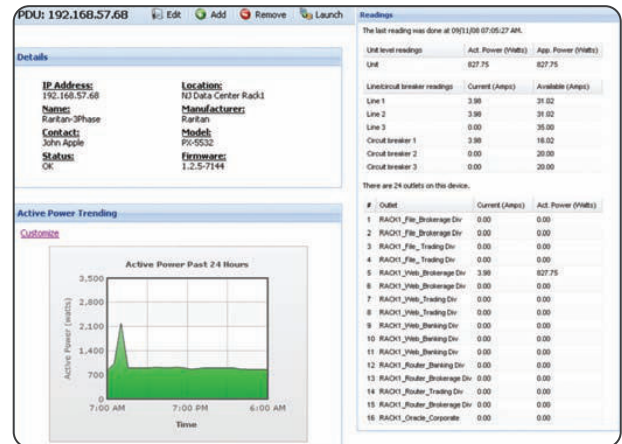 PDU: 192.168.57.68 Edit Add Remove Launch
Details
IP Address: Location:
192.168.57.68 NJ Data Center Rack1
Name: Manufacturer:
Raritan-3Phase Raritan
Contact: Model:
John Apple PX-5532
Status: Firmware:
OK 1.2.5-7144
Active Power Trending
Customize
Active Power Past 24 Hours
Active Power (watts)
3,500
2,800
2,100
1,400
700
0
7:00 AM 7:00 PM 6:00 AM
Time
Readings
The last reading was done at 09/11/08 07:05:27 AM.
Unit level readings Act. Power (Watts) App. Power (Watts)
Unit 827.75 827.75
Line/circuit breaker readings Current (Amps) Available (Amps)
Line 1 3.98 31.02
Line 2 3.98 31.02
Line 3 0.00 35.00
Circuit breaker 1 3.98 16.02
Circuit breaker 2 0.00 20.00
Circuit breaker 3 0.00 20.00
There are 24 outlets on this device.
# Outlet Current (Amps) Act. Power (Watts)
1 RACK1_File_Brokerage Div 0.00 0.00
2 RACK1_File_Brokerage Div 0.00 0.00
3 RACK1_File_ Trading Div 0.00 0.00
4 RACK1_File_ Trading Div 0.00 0.00
5 RACK1_Web_Brokerage Div 3.98 827.75
6 RACK1_Web_Brokerage Div 0.00 0.00
7 RACK1_Web_Trading Div 0.00 0.00
8 RACK1_Web_Trading Div 0.00 0.00
9 RACK1_Web_Banking Div 0.00 0.00
10 RACK1_Web_Banking Div 0.00 0.00
11 RACK1_Web_Banking Div 0.00 0.00
12 RACK1_Router_Banking Div 0.00 0.00
13 RACK1_Router_Brokerage Div 0.00 0.00
14 RACK1_Router_Trading Div 0.00 0.00
15 RACK1_Router_Brokerage Div 0.00 0.00
16 RACK1_Oracle_Corporate 0.00 0.00